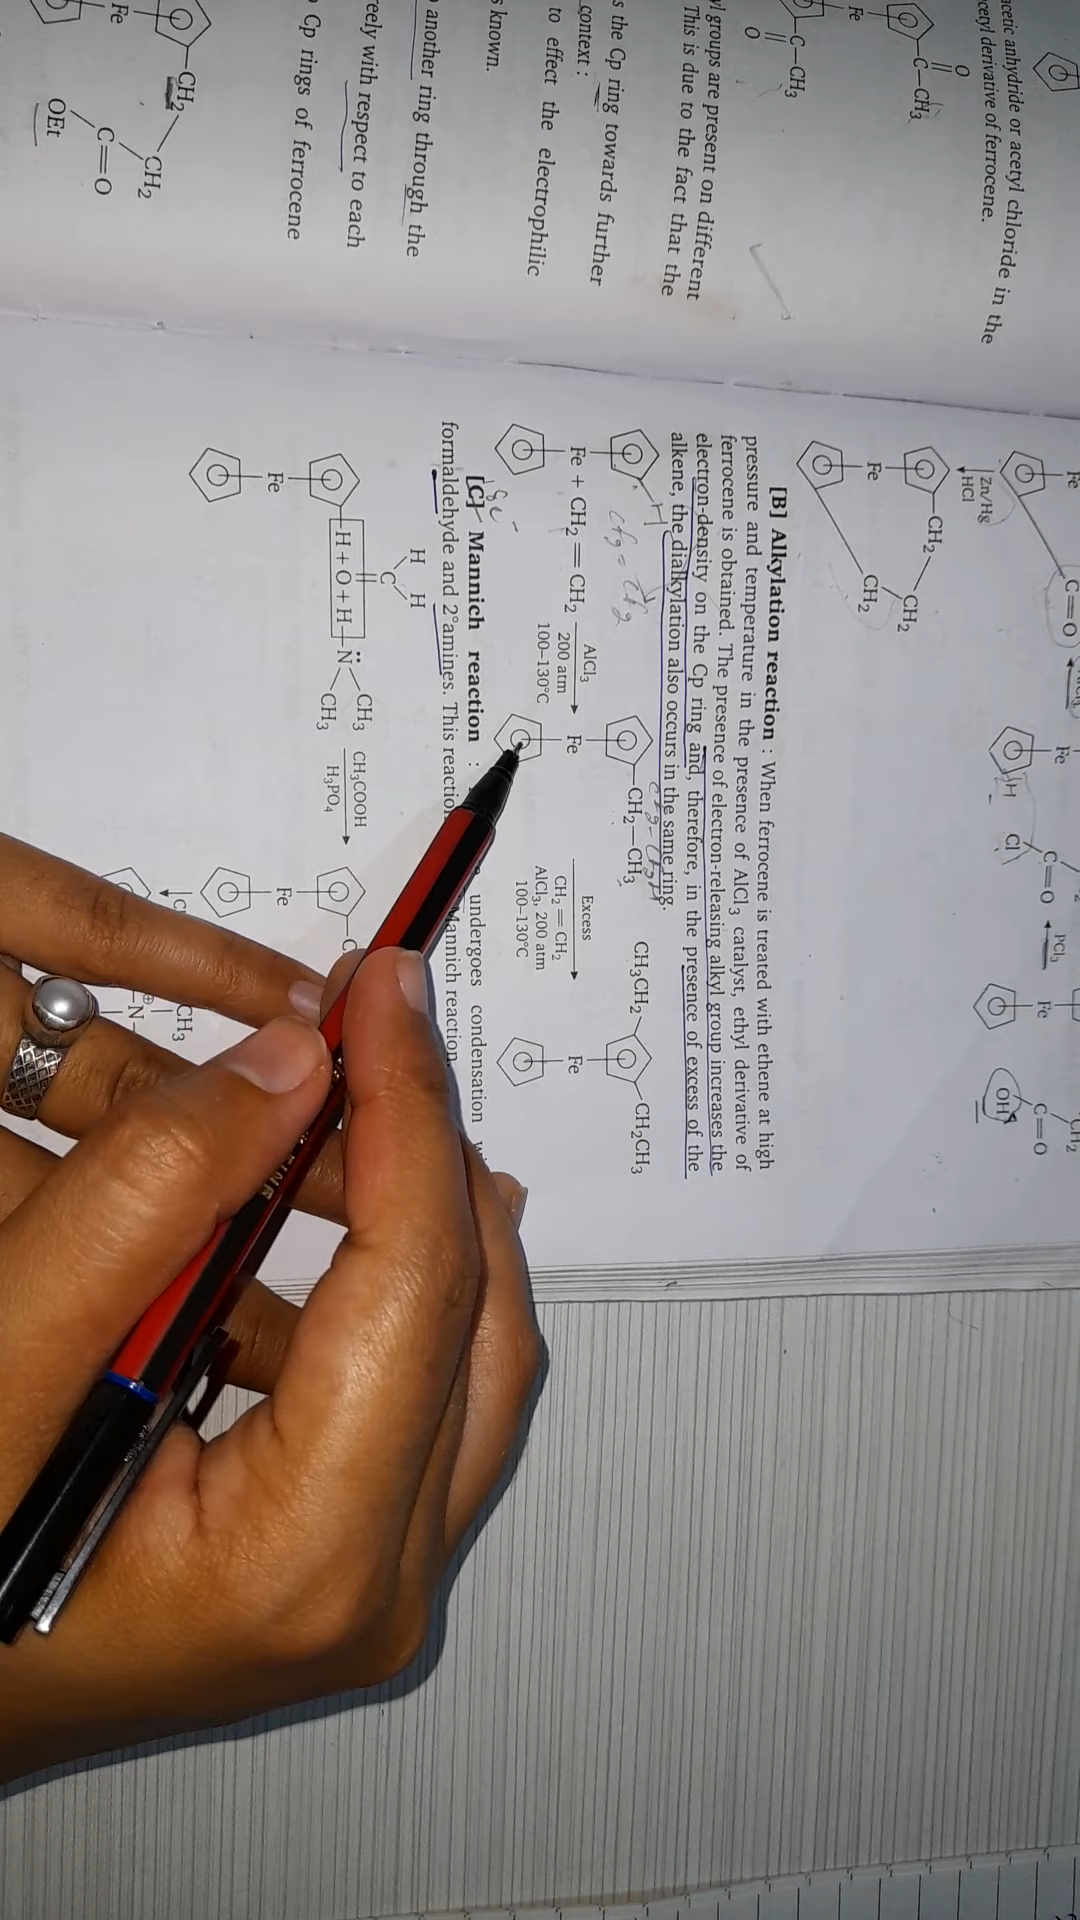 acetic anhydride or acetyl chloride in the
acetyl derivative of ferrocene.
O
C—CH3
Fe
C—CH3
O
groups are present on different
This is due to the fact that the
s the Cp ring towards further
context :
to effect the electrophilic
s known.
another ring through the
reely with respect to each
Cp rings of ferrocene
CH2
CH2
Fe
C=O
OEt
Fe
C=O
Fe
H
Cl
C=O
PCl3
Fe
CH2
C=O
OH
Zn/Hg
HCl
CH2
CH2
Fe
CH2
[B] Alkylation reaction : When ferrocene is treated with ethene at high
pressure and temperature in the presence of AlCl3 catalyst, ethyl derivative of
ferrocene is obtained. The presence of electron-releasing alkyl group increases the
electron-density on the Cp ring and, therefore, in the presence of excess of the
alkene, the dialkylation also occurs in the same ring.
H
CH2—CH3
CH3CH2
CH2CH3
Fe + CH2=CH2
AlCl3
200 atm
100–130°C
Fe
Excess
CH2=CH2
AlCl3, 200 atm
100–130°C
Fe
[C] Mannich reaction : undergoes condensation
formaldehyde and 2°amines. This reaction Mannich reaction
H H
C
H + O + H N
CH3
CH3
CH3COOH
H3PO4
Fe
Fe
CH3
N